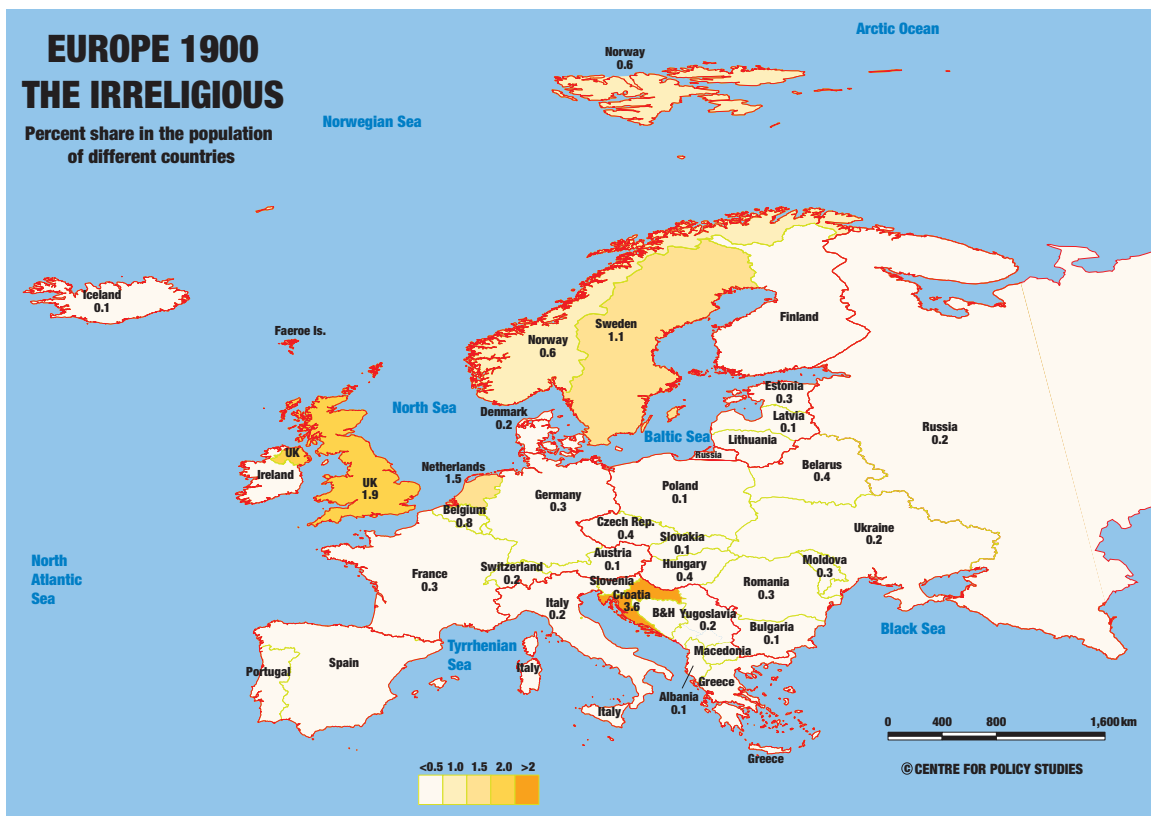 EUROPE 1900
THE IRRELIGIOUS
Percent share in the population
of different countries
Arctic Ocean
Norway
0.6
Norwegian Sea
Iceland
0.1
Faeroe Is.
Norway
0.6
Sweden
1.1
Finland
North Sea
Denmark
0.2
Baltic Sea
Estonia
0.3
Latvia
0.1
Lithuania
Russia
Russia
0.2
Belarus
0.4
UK
Ireland
UK
1.9
Netherlands
1.5
Belgium
0.8
Germany
0.3
Poland
0.1
Czech Rep.
0.4
Slovakia
0.1
Ukraine
0.2
Austria
0.1
Hungary
0.4
Moldova
0.3
North
Atlantic
Sea
France
0.3
Switzerland
0.2
Slovenia
Croatia
3.6
Romania
0.3
Italy
0.2
B&H
Yugoslavia
0.2
Bulgaria
0.1
Black Sea
Macedonia
Tyrrhenian
Sea
Portugal
Spain
Italy
Greece
Albania
0.1
Italy
Greece
0 400 800 1,600 km
<0.5 1.0 1.5 2.0 >2
© CENTRE FOR POLICY STUDIES